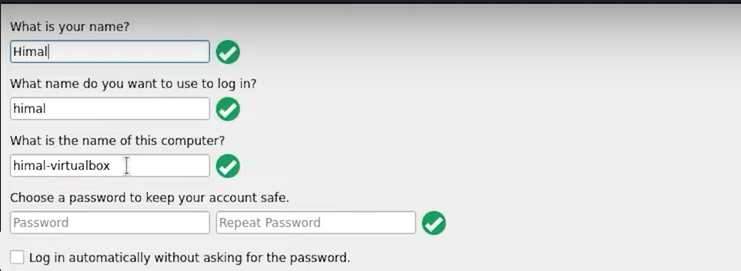 What is your name?
Himal
What name do you want to use to log in?
himal
What is the name of this computer?
himal-virtualbox
Choose a password to keep your account safe.
Password Repeat Password
Log in automatically without asking for the password.